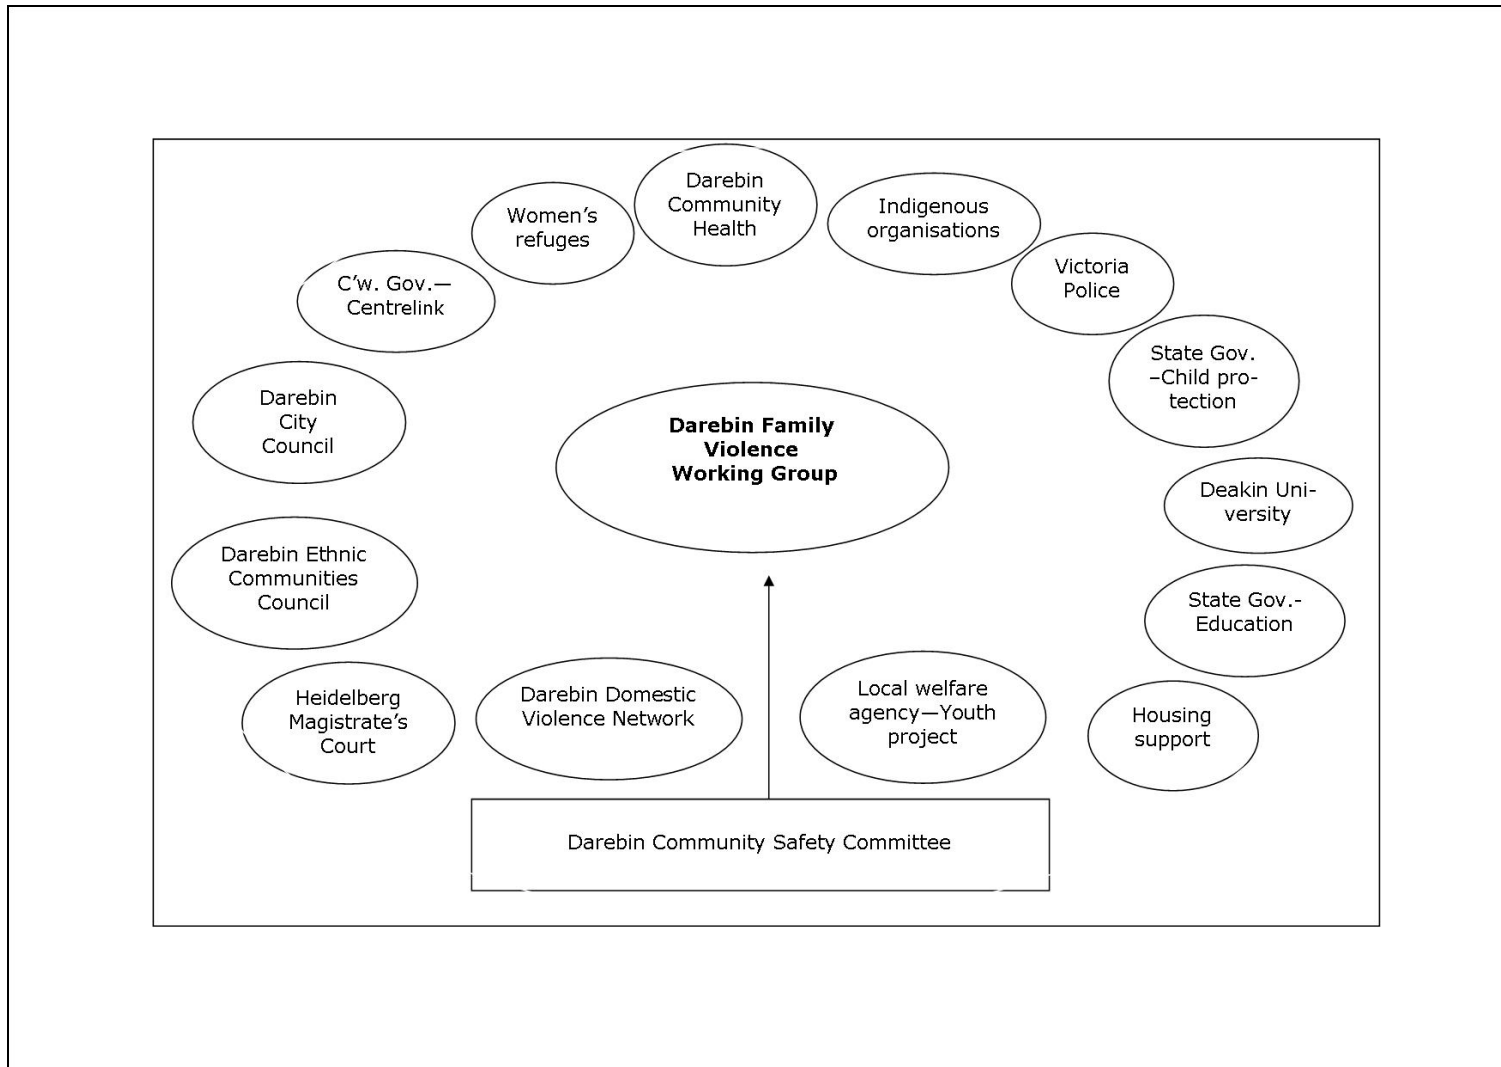 Darebin
Community
Health
Women’s
refuges
Indigenous
organisations
C’w. Gov.—
Centrelink
Victoria
Police
State Gov.
–Child pro-
tection
Darebin
City
Council
Darebin Family
Violence
Working Group
Deakin Uni-
versity
Darebin Ethnic
Communities
Council
State Gov.-
Education
Heidelberg
Magistrate’s
Court
Darebin Domestic
Violence Network
Local welfare
agency—Youth
project
Housing
support
Darebin Community Safety Committee